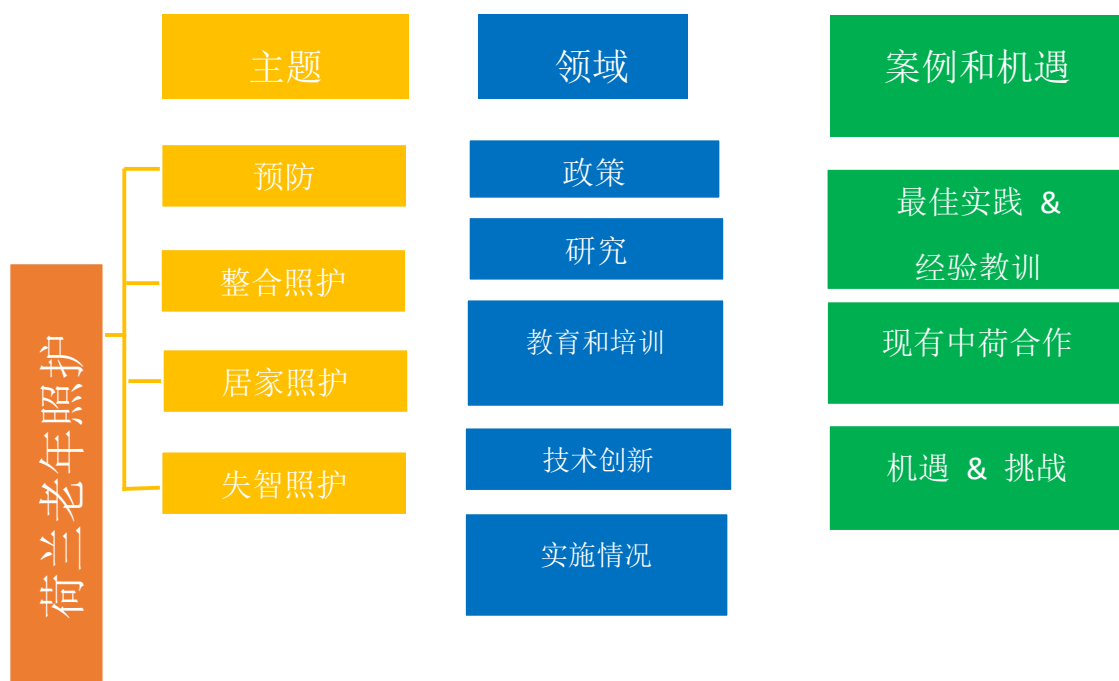 主题
领域
案例和机遇
荷兰老年照护
预防
整合照护
居家照护
失智照护
政策
研究
教育和培训
技术创新
实施情况
最佳实践 &
经验教训
现有中荷合作
机遇 & 挑战